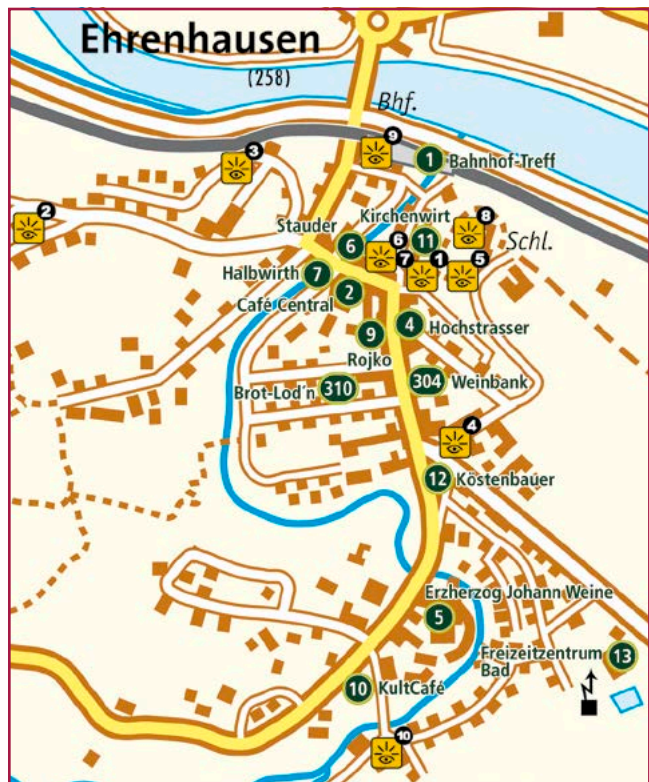 Ehrenhausen
(258)
Bhf.
9
3
1
Bahnhof-Treff
2
Kirchenwirt
8
Stauder
6
11
Schl.
6
7
1
5
Halbwirth
7
2
Café Central
9
4
Hochstrasser
Rojko
Brot-Lod´n
310
304
Weinbank
4
12
Köstenbauer
Erzherzog Johann Weine
5
Freizeitzentrum
Bad
13
10
KultCafé
10